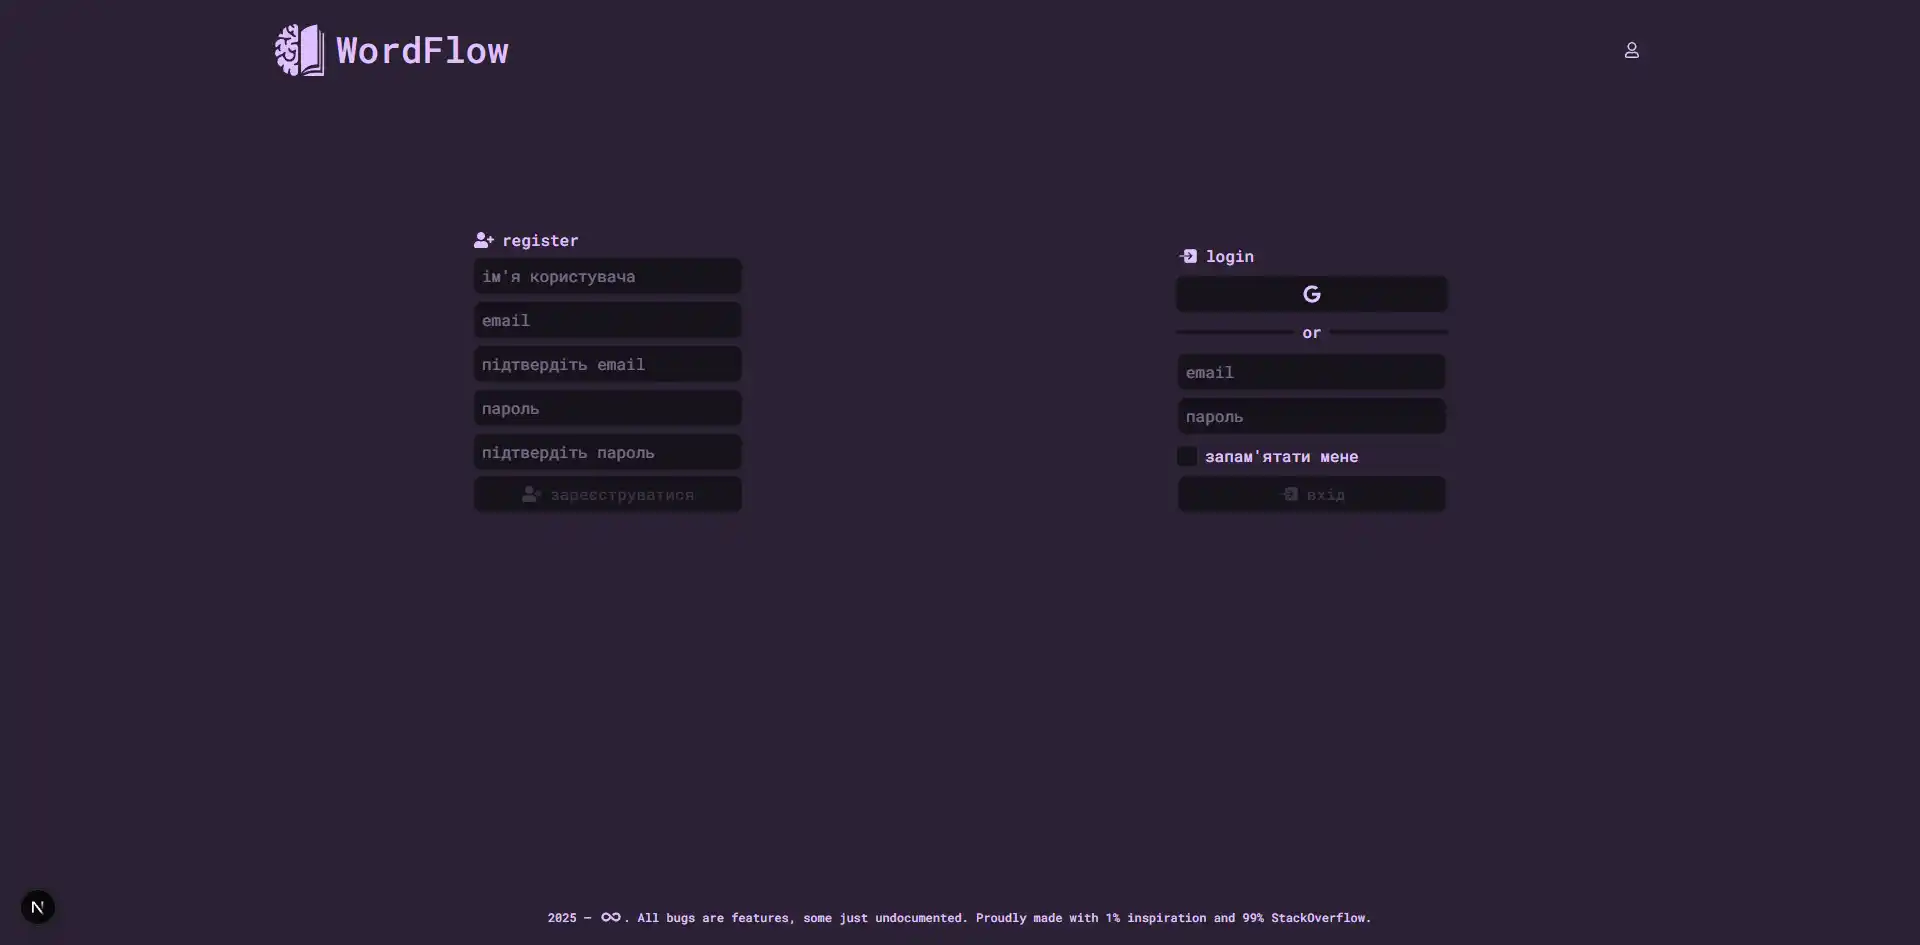 WordFlow
register
ім'я користувача
email
підтвердіть email
пароль
підтвердіть пароль
зареєструватися
login
G
or
email
пароль
запам'ятати мене
вхід
N
2025 – ∞. All bugs are features, some just undocumented. Proudly made with 1% inspiration and 99% StackOverflow.